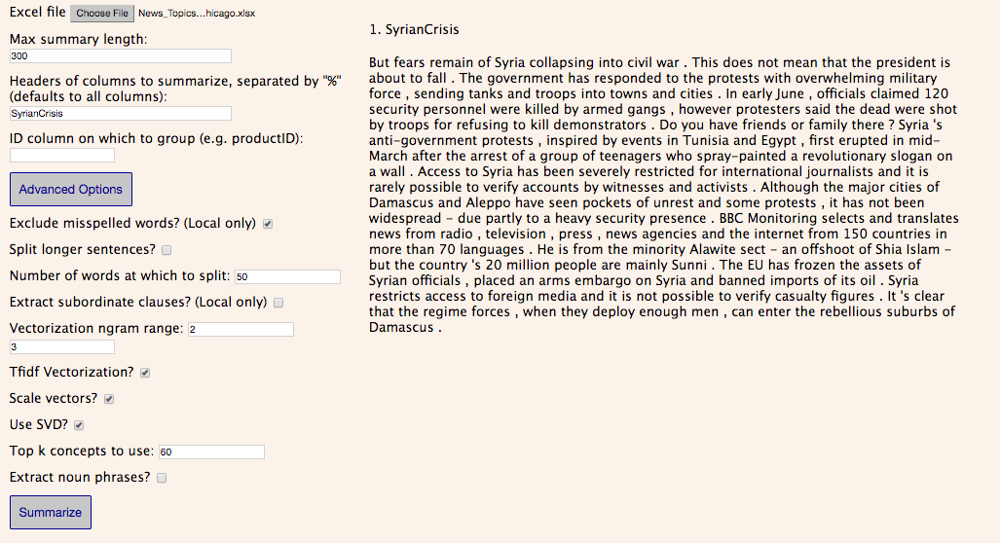 Excel file Choose File News_Topics...hicago.xlsx
Max summary length:
300
Headers of columns to summarize, separated by "%"
(defaults to all columns):
SyrianCrisis
ID column on which to group (e.g. productID):
Advanced Options
Exclude misspelled words? (Local only)
Split longer sentences?
Number of words at which to split: 50
Extract subordinate clauses? (Local only)
Vectorization ngram range: 2
3
Tfidf Vectorization?
Scale vectors?
Use SVD?
Top k concepts to use: 60
Extract noun phrases?
Summarize
1. SyrianCrisis
But fears remain of Syria collapsing into civil war . This does not mean that the president is
about to fall . The government has responded to the protests with overwhelming military
force , sending tanks and troops into towns and cities . In early June , officials claimed 120
security personnel were killed by armed gangs , however protesters said the dead were shot
by troops for refusing to kill demonstrators . Do you have friends or family there ? Syria 's
anti-government protests , inspired by events in Tunisia and Egypt , first erupted in mid-
March after the arrest of a group of teenagers who spray-painted a revolutionary slogan on
a wall . Access to Syria has been severely restricted for international journalists and it is
rarely possible to verify accounts by witnesses and activists . Although the major cities of
Damascus and Aleppo have seen pockets of unrest and some protests , it has not been
widespread - due partly to a heavy security presence . BBC Monitoring selects and translates
news from radio , television , press , news agencies and the internet from 150 countries in
more than 70 languages . He is from the minority Alawite sect - an offshoot of Shia Islam -
but the country 's 20 million people are mainly Sunni . The EU has frozen the assets of
Syrian officials , placed an arms embargo on Syria and banned imports of its oil . Syria
restricts access to foreign media and it is not possible to verify casualty figures . It 's clear
that the regime forces , when they deploy enough men , can enter the rebellious suburbs of
Damascus .